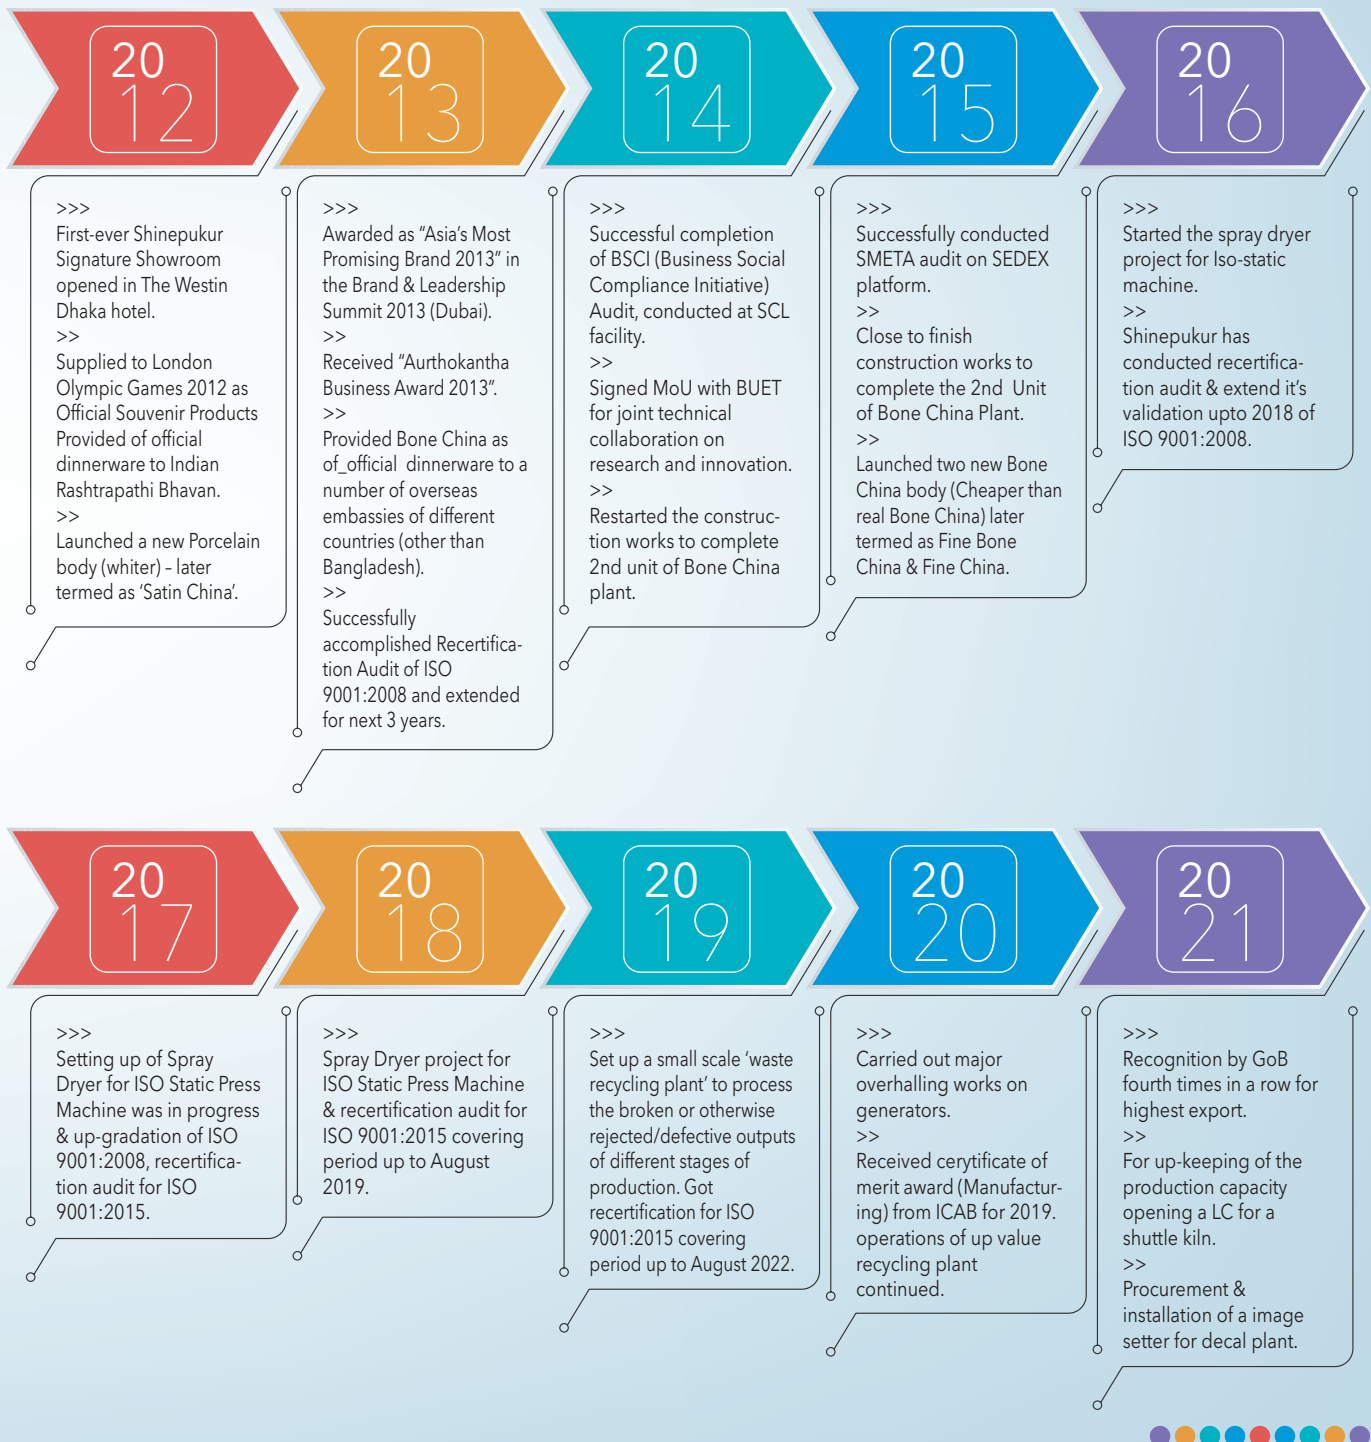 20
12
>>>
First-ever Shinepukur
Signature Showroom
opened in The Westin
Dhaka hotel.
>>
Supplied to London
Olympic Games 2012 as
Official Souvenir Products
Provided of official
dinnerware to Indian
Rashtrapathi Bhavan.
>>
Launched a new Porcelain
body (whiter) – later
termed as ‘Satin China’.
20
13
>>>
Awarded as “Asia’s Most
Promising Brand 2013” in
the Brand & Leadership
Summit 2013 (Dubai).
>>
Received “Aurthokantha
Business Award 2013”.
>>
Provided Bone China as
of_official dinnerware to a
number of overseas
embassies of different
countries (other than
Bangladesh).
>>
Successfully
accomplished Recertifica-
tion Audit of ISO
9001:2008 and extended
for next 3 years.
20
14
>>>
Successful completion
of BSCI (Business Social
Compliance Initiative)
Audit, conducted at SCL
facility.
>>
Signed MoU with BUET
for joint technical
collaboration on
research and innovation.
>>
Restarted the construc-
tion works to complete
2nd unit of Bone China
plant.
20
15
>>>
Successfully conducted
SMETA audit on SEDEX
platform.
>>
Close to finish
construction works to
complete the 2nd Unit
of Bone China Plant.
>>
Launched two new Bone
China body (Cheaper than
real Bone China) later
termed as Fine Bone
China & Fine China.
20
16
>>>
Started the spray dryer
project for Iso-static
machine.
>>
Shinepukur has
conducted recertifica-
tion audit & extend it’s
validation upto 2018 of
ISO 9001:2008.
20
17
>>>
Setting up of Spray
Dryer for ISO Static Press
Machine was in progress
& up-gradation of ISO
9001:2008, recertifica-
tion audit for ISO
9001:2015.
20
18
>>>
Spray Dryer project for
ISO Static Press Machine
& recertification audit for
ISO 9001:2015 covering
period up to August
2019.
20
19
>>>
Set up a small scale ‘waste
recycling plant’ to process
the broken or otherwise
rejected/defective outputs
of different stages of
production. Got
recertification for ISO
9001:2015 covering
period up to August 2022.
20
20
>>>
Carried out major
overhalling works on
generators.
>>
Received cerytificate of
merit award (Manufactur-
ing) from ICAB for 2019.
operations of up value
recycling plant
continued.
20
21
>>>
Recognition by GoB
fourth times in a row for
highest export.
>>
For up-keeping of the
production capacity
opening a LC for a
shuttle kiln.
>>
Procurement &
installation of a image
setter for decal plant.